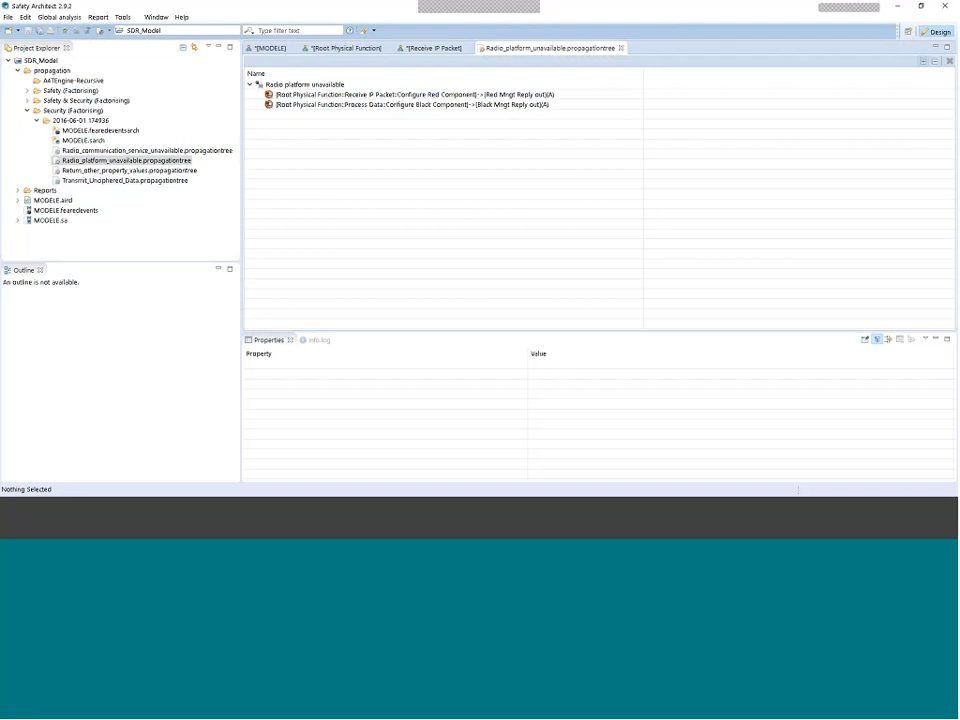 Safety Architect 2.9.2
File Edit Global analysis Report Tools Window Help
SDR_Model Type filter text Design
Project Explorer
SDR_Model
propagation
A4TEngine-Recursive
Safety (Factorising)
Safety & Security (Factorising)
Security (Factorising)
2016-06-01 174936
MODELE.fearedeventsarch
MODELE.sarch
Radio_communication_service_unavailable.propagationtree
Radio_platform_unavailable.propagationtree
Return_other_property_values.propagationtree
Transmit_Unciphered_Data.propagationtree
Reports
MODELE.aird
MODELE.fearedevents
MODELE.sa
Outline
An outline is not available.
*[MODELE] *[Root Physical Function] *[Receive IP Packet] Radio_platform_unavailable.propagationtree
Name
Radio platform unavailable
[Root Physical Function::Receive IP Packet::Configure Red Component]->[Red Mngt Reply out](A)
[Root Physical Function::Process Data::Configure Black Component]->[Black Mngt Reply out](A)
Properties Info.log
Property Value
Nothing Selected